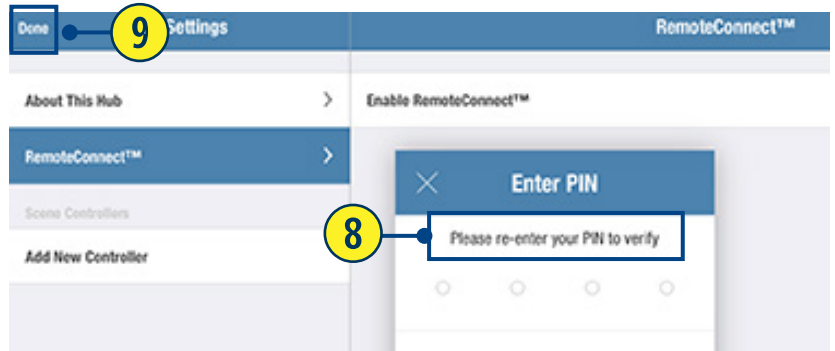 Done
9
Settings
RemoteConnect™
About This Hub
Enable RemoteConnect™
RemoteConnect™
Enter PIN
Scene Controllers
8
Please re-enter your PIN to verify
Add New Controller